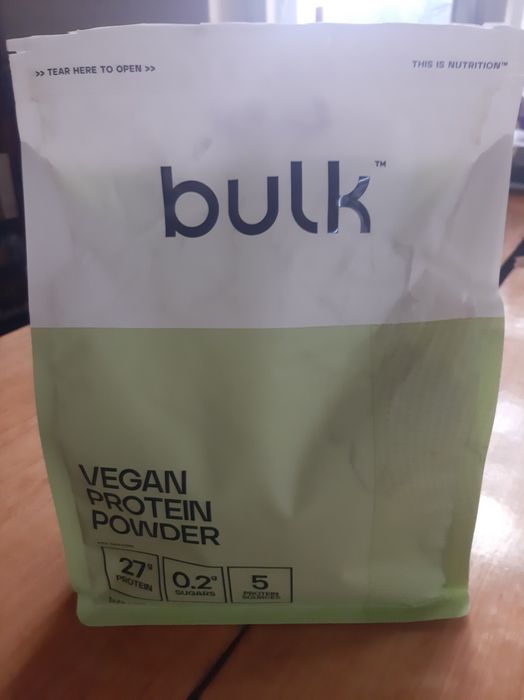 >> TEAR HERE TO OPEN >>
THIS IS NUTRITION™
bulk™
VEGAN
PROTEIN
POWDER
27g
PROTEIN
0.2g
SUGARS
5
PROTEIN
SOURCES